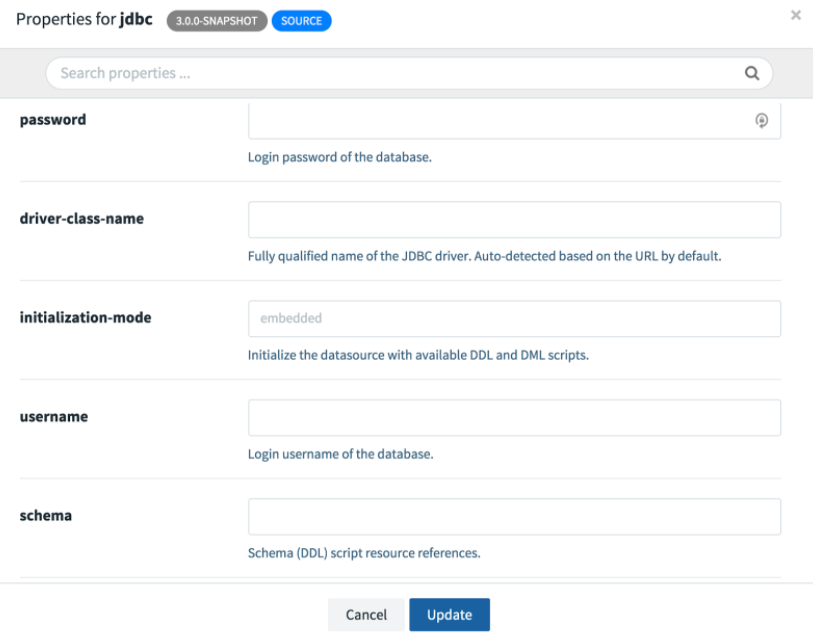 Properties for jdbc 3.0.0-SNAPSHOT SOURCE ×
Search properties ...
password
Login password of the database.
driver-class-name
Fully qualified name of the JDBC driver. Auto-detected based on the URL by default.
initialization-mode embedded
Initialize the datasource with available DDL and DML scripts.
username
Login username of the database.
schema
Schema (DDL) script resource references.
Cancel Update